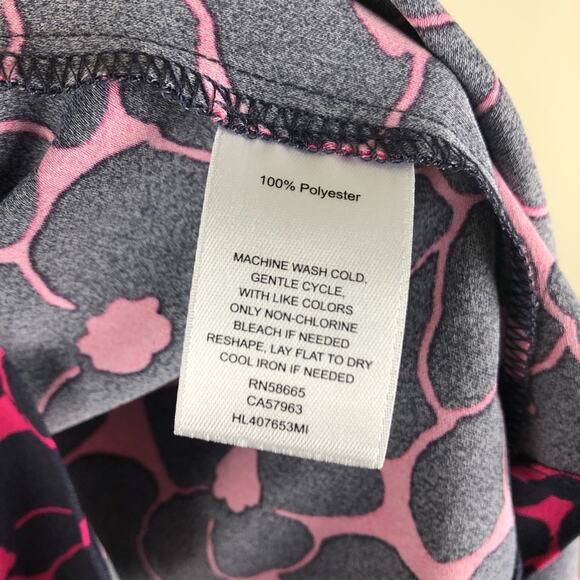 100% Polyester
MACHINE WASH COLD,
GENTLE CYCLE,
WITH LIKE COLORS
ONLY NON-CHLORINE
BLEACH IF NEEDED
RESHAPE, LAY FLAT TO DRY
COOL IRON IF NEEDED
RN58665
CA57963
HL407653MI